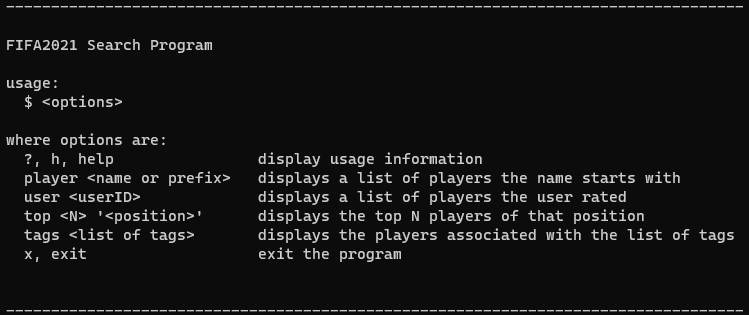 ----------------------------------------------------------------------------------
FIFA2021 Search Program
usage:
  $ <options>
where options are:
  ?, h, help                display usage information
  player <name or prefix>   displays a list of players the name starts with
  user <userID>             displays a list of players the user rated
  top <N> '<position>'      displays the top N players of that position
  tags <list of tags>       displays the players associated with the list of tags
  x, exit                   exit the program
----------------------------------------------------------------------------------